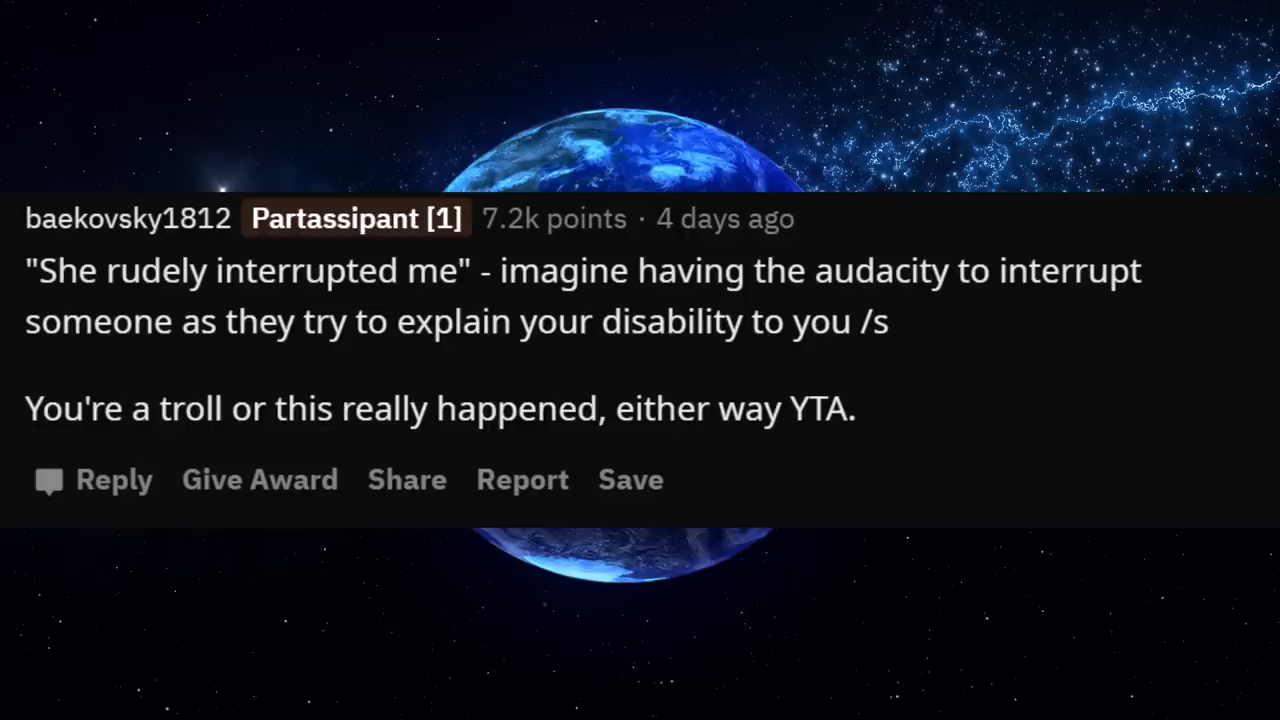 baekovsky1812 Partassipant [1] 7.2k points · 4 days ago
"She rudely interrupted me" - imagine having the audacity to interrupt
someone as they try to explain your disability to you /s
You're a troll or this really happened, either way YTA.
Reply Give Award Share Report Save